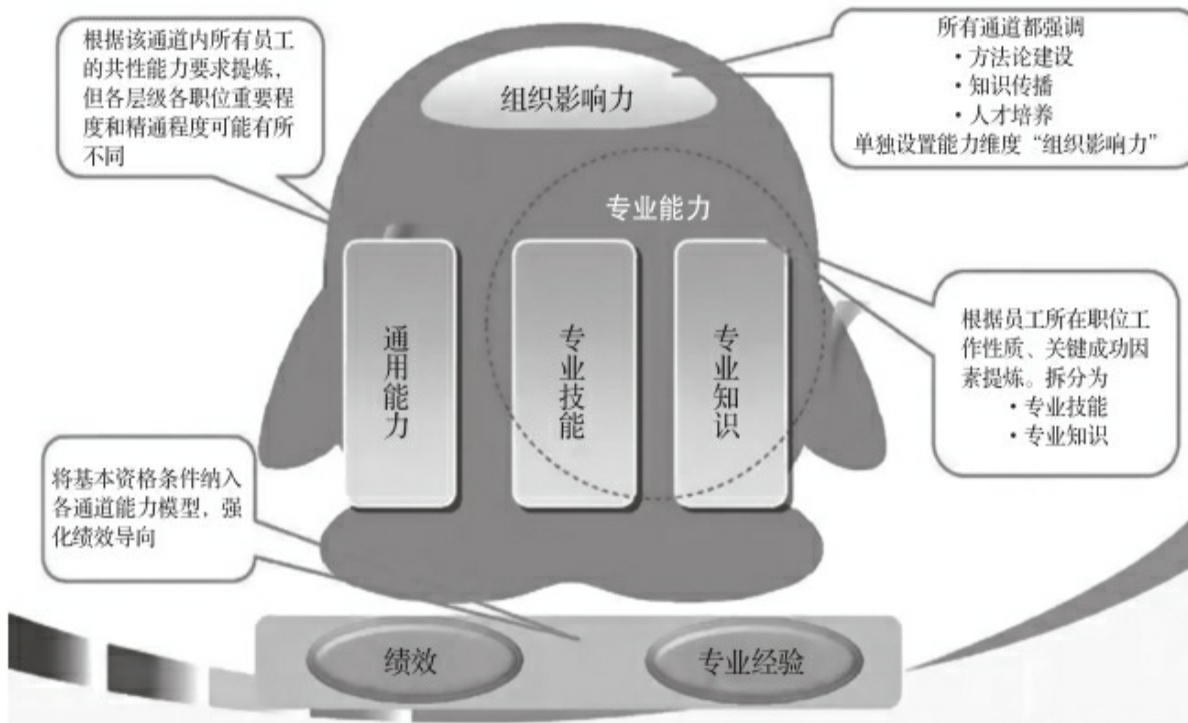 根据该通道内所有员工
的共性能力要求提炼，
但各层级各职位重要程
度和精通程度可能有所
不同
所有通道都强调
・方法论建设
・知识传播
・人才培养
单独设置能力维度“组织影响力”
组织影响力
专业能力
通用能力
专业技能
专业知识
根据员工所在职位工
作性质、关键成功因
素提炼。拆分为
・专业技能
・专业知识
将基本资格条件纳入
各通道能力模型，强
化绩效导向
绩效
专业经验